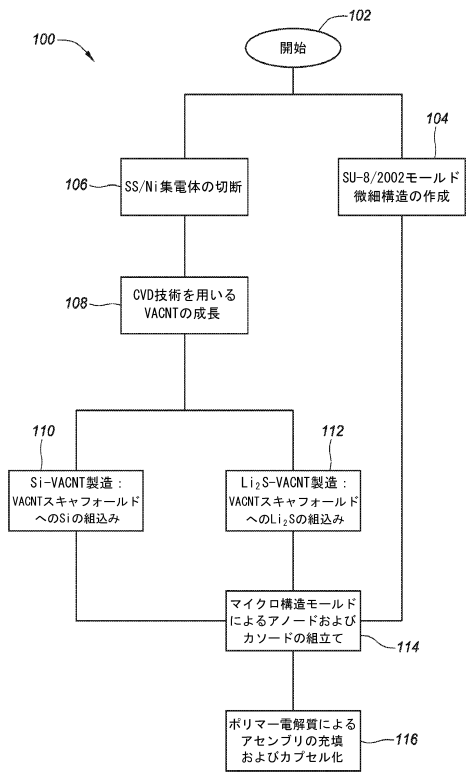 100
102
開始
104
SU-8/2002モールド
微細構造の作成
106
SS/Ni集電体の切断
108
CVD技術を用いる
VACNTの成長
110
Si-VACNT製造：
VACNTスキャフォールド
へのSiの組込み
112
Li₂S-VACNT製造：
VACNTスキャフォールド
へのLi₂Sの組込み
マイクロ構造モールド
によるアノードおよび
カソードの組立て
114
ポリマー電解質による
アセンブリの充填
およびカプセル化
116